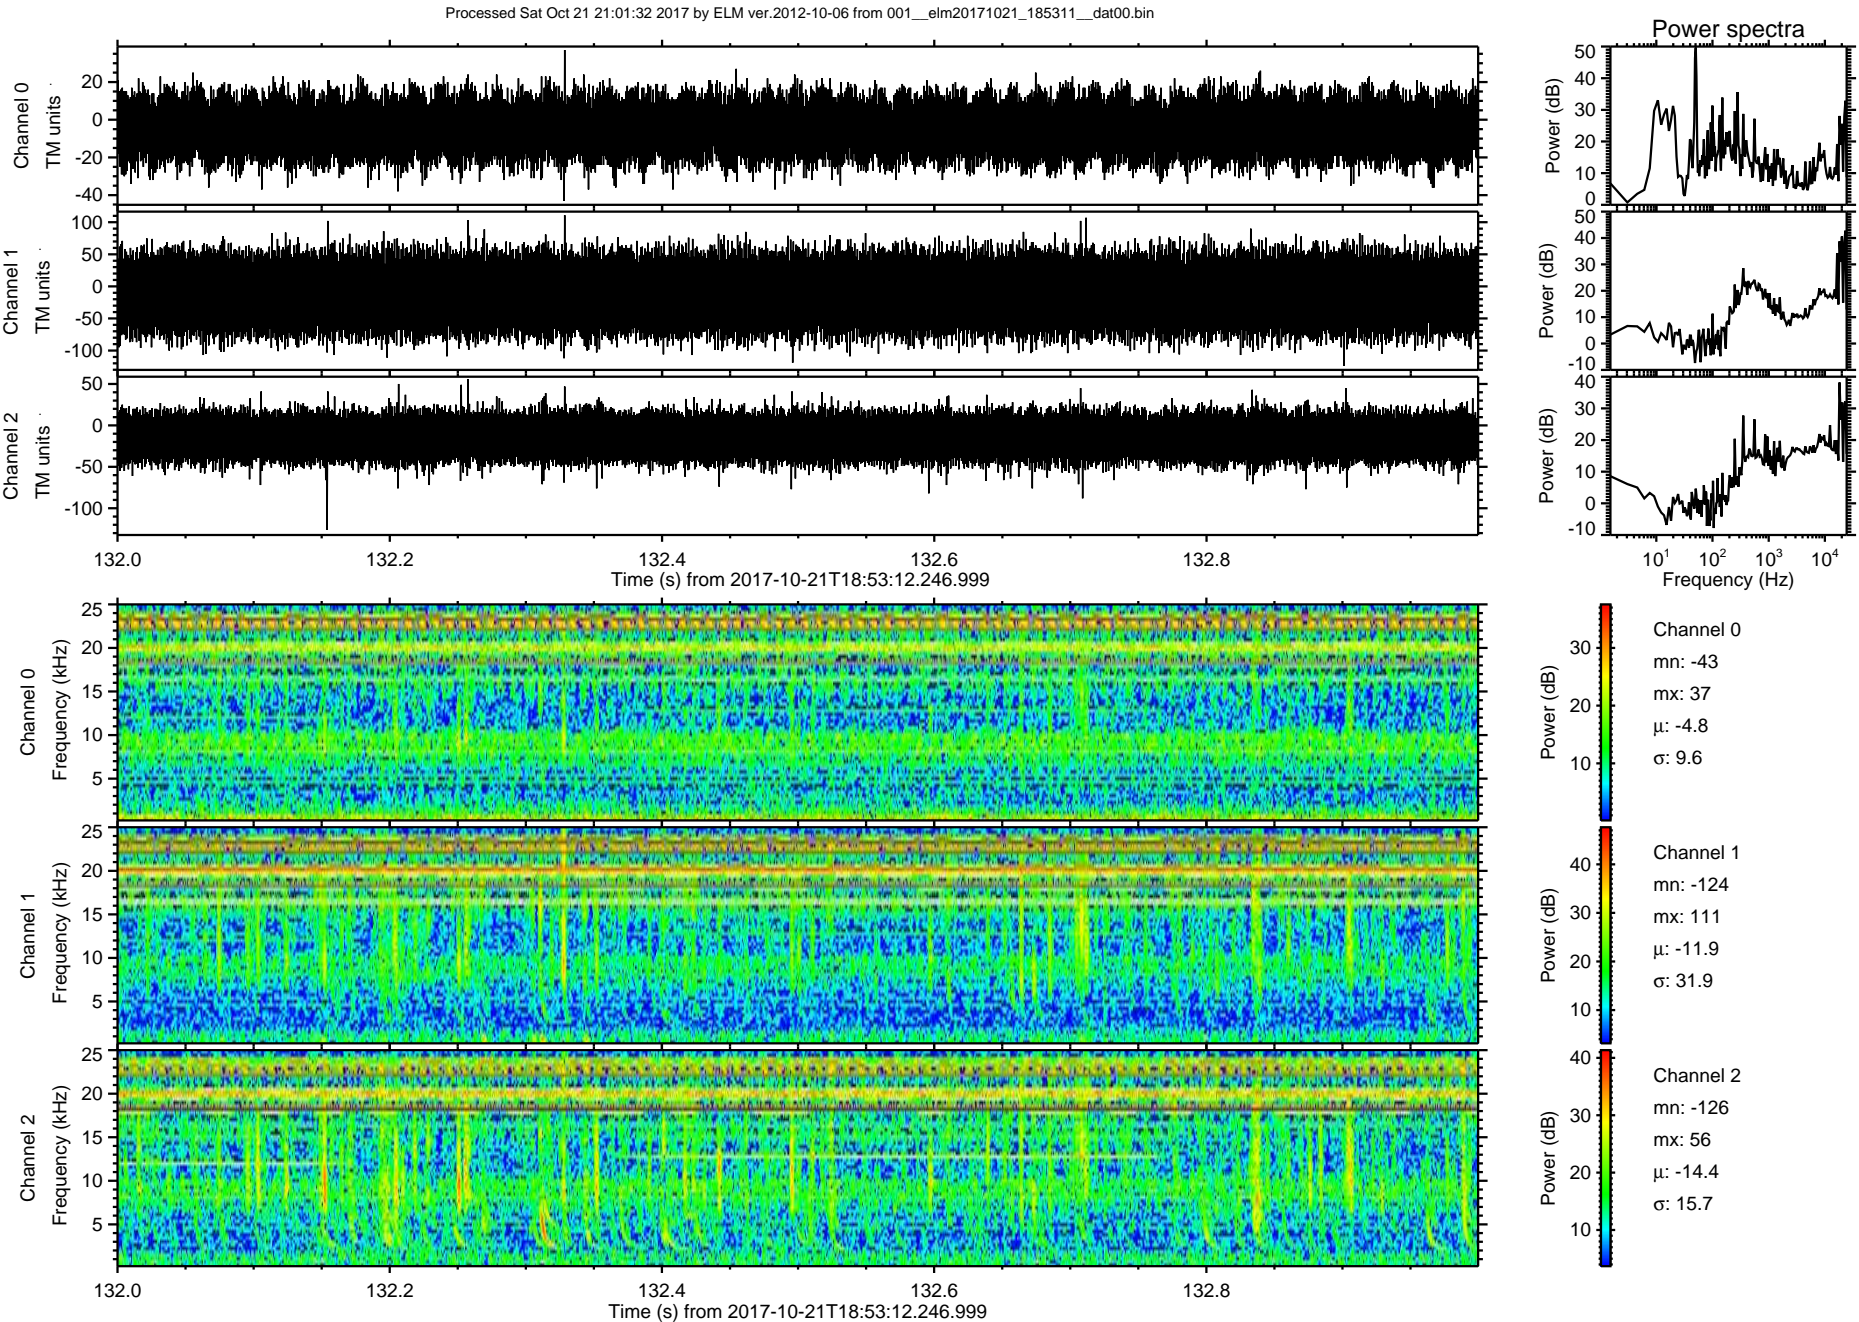 Processed Sat Oct 21 21:01:32 2017 by ELM ver.2012-10-06 from 001__elm20171021_185311__dat00.bin
Power spectra
Channel 0
TM units
20
0
-20
-40
Power (dB)
50
40
30
20
10
0
Channel 1
TM units
100
50
0
-50
-100
Power (dB)
50
40
30
20
10
0
-10
Channel 2
TM units
50
0
-50
-100
Power (dB)
40
30
20
10
0
-10
132.0 132.2 132.4 132.6 132.8
Time (s) from 2017-10-21T18:53:12.246.999
10¹ 10² 10³ 10⁴
Frequency (Hz)
Channel 0
Frequency (kHz)
25
20
15
10
5
Power (dB)
30
20
10
Channel 0
mn: -43
mx: 37
μ: -4.8
σ: 9.6
Channel 1
Frequency (kHz)
25
20
15
10
5
Power (dB)
40
30
20
10
Channel 1
mn: -124
mx: 111
μ: -11.9
σ: 31.9
Channel 2
Frequency (kHz)
25
20
15
10
5
Power (dB)
40
30
20
10
Channel 2
mn: -126
mx: 56
μ: -14.4
σ: 15.7
132.0 132.2 132.4 132.6 132.8
Time (s) from 2017-10-21T18:53:12.246.999